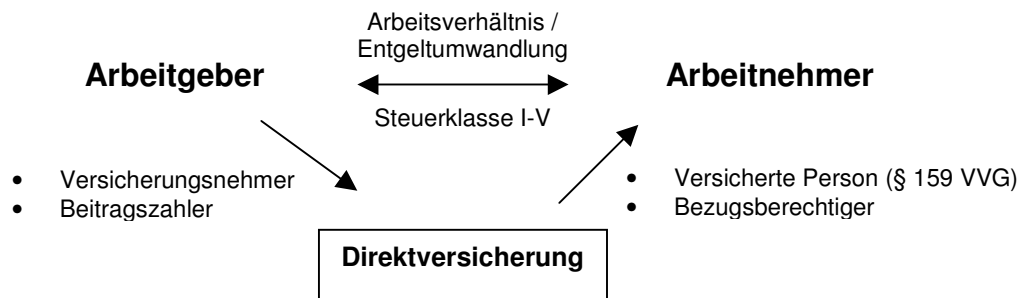 Arbeitsverhältnis /
Entgeltumwandlung
Arbeitgeber
Arbeitnehmer
Steuerklasse I-V
• Versicherungsnehmer
• Beitragszahler
• Versicherte Person (§ 159 VVG)
• Bezugsberechtiger
Direktversicherung